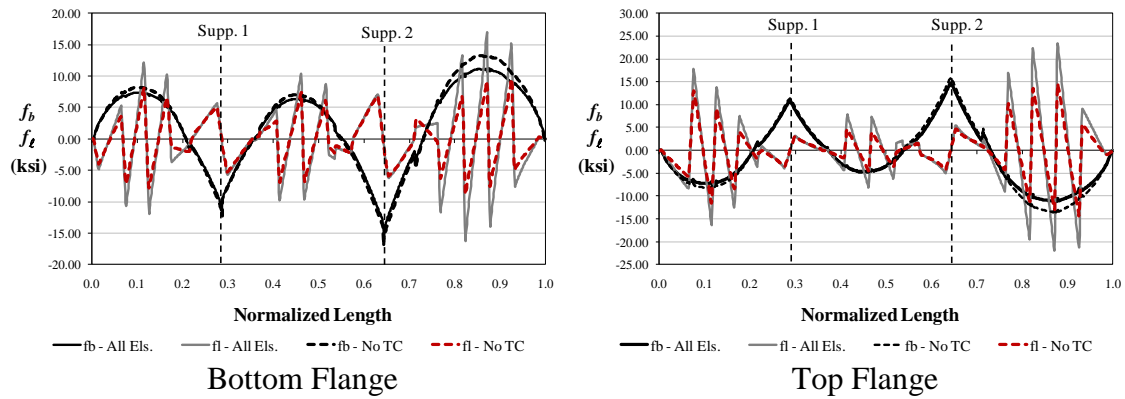 20.00
15.00
10.00
5.00
0.00
-5.00
-10.00
-15.00
-20.00
fb
fℓ
(ksi)
Supp. 1
Supp. 2
0.0 0.1 0.2 0.3 0.4 0.5 0.6 0.7 0.8 0.9 1.0
Normalized Length
fb - All Els. fl - All Els. fb - No TC fl - No TC
Bottom Flange
30.00
25.00
20.00
15.00
10.00
5.00
0.00
-5.00
-10.00
-15.00
-20.00
-25.00
fb
fℓ
(ksi)
Supp. 1
Supp. 2
0.0 0.1 0.2 0.3 0.4 0.5 0.6 0.7 0.8 0.9 1.0
Normalized Length
fb - All Els. fl - All Els. fb - No TC fl - No TC
Top Flange